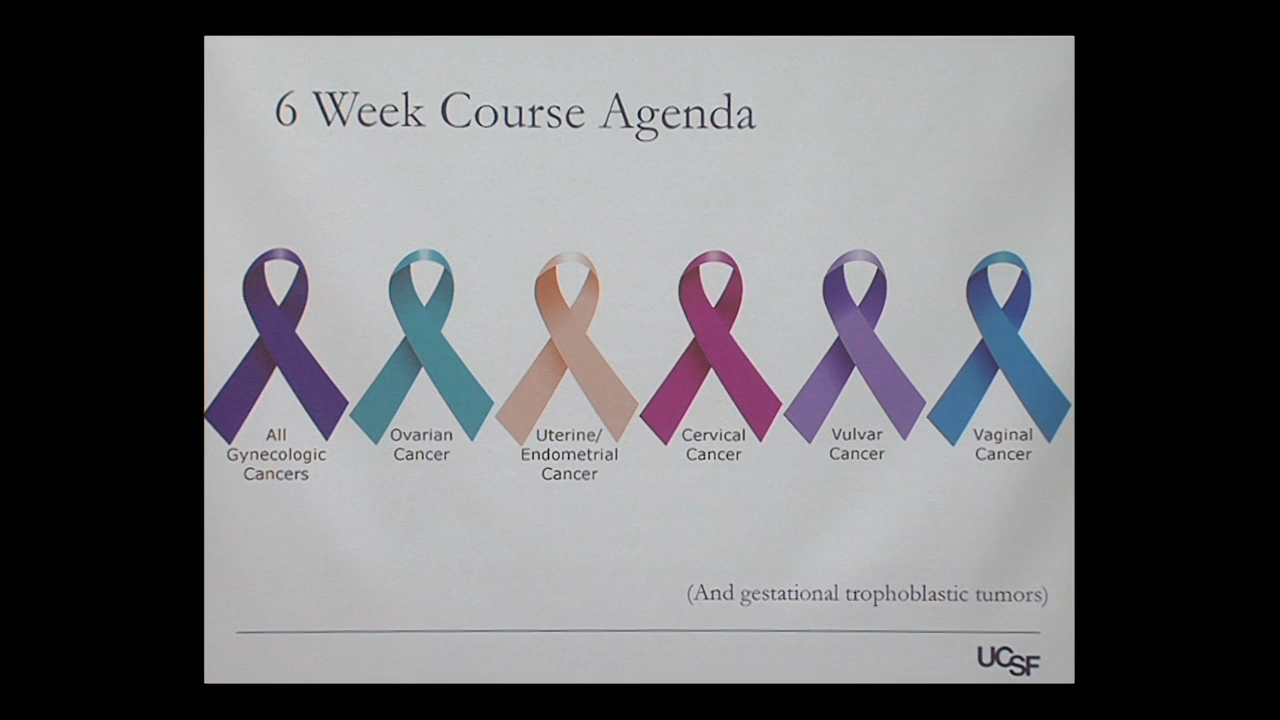 6 Week Course Agenda
All
Gynecologic
Cancers
Ovarian
Cancer
Uterine/
Endometrial
Cancer
Cervical
Cancer
Vulvar
Cancer
Vaginal
Cancer
(And gestational trophoblastic tumors)
UCSF